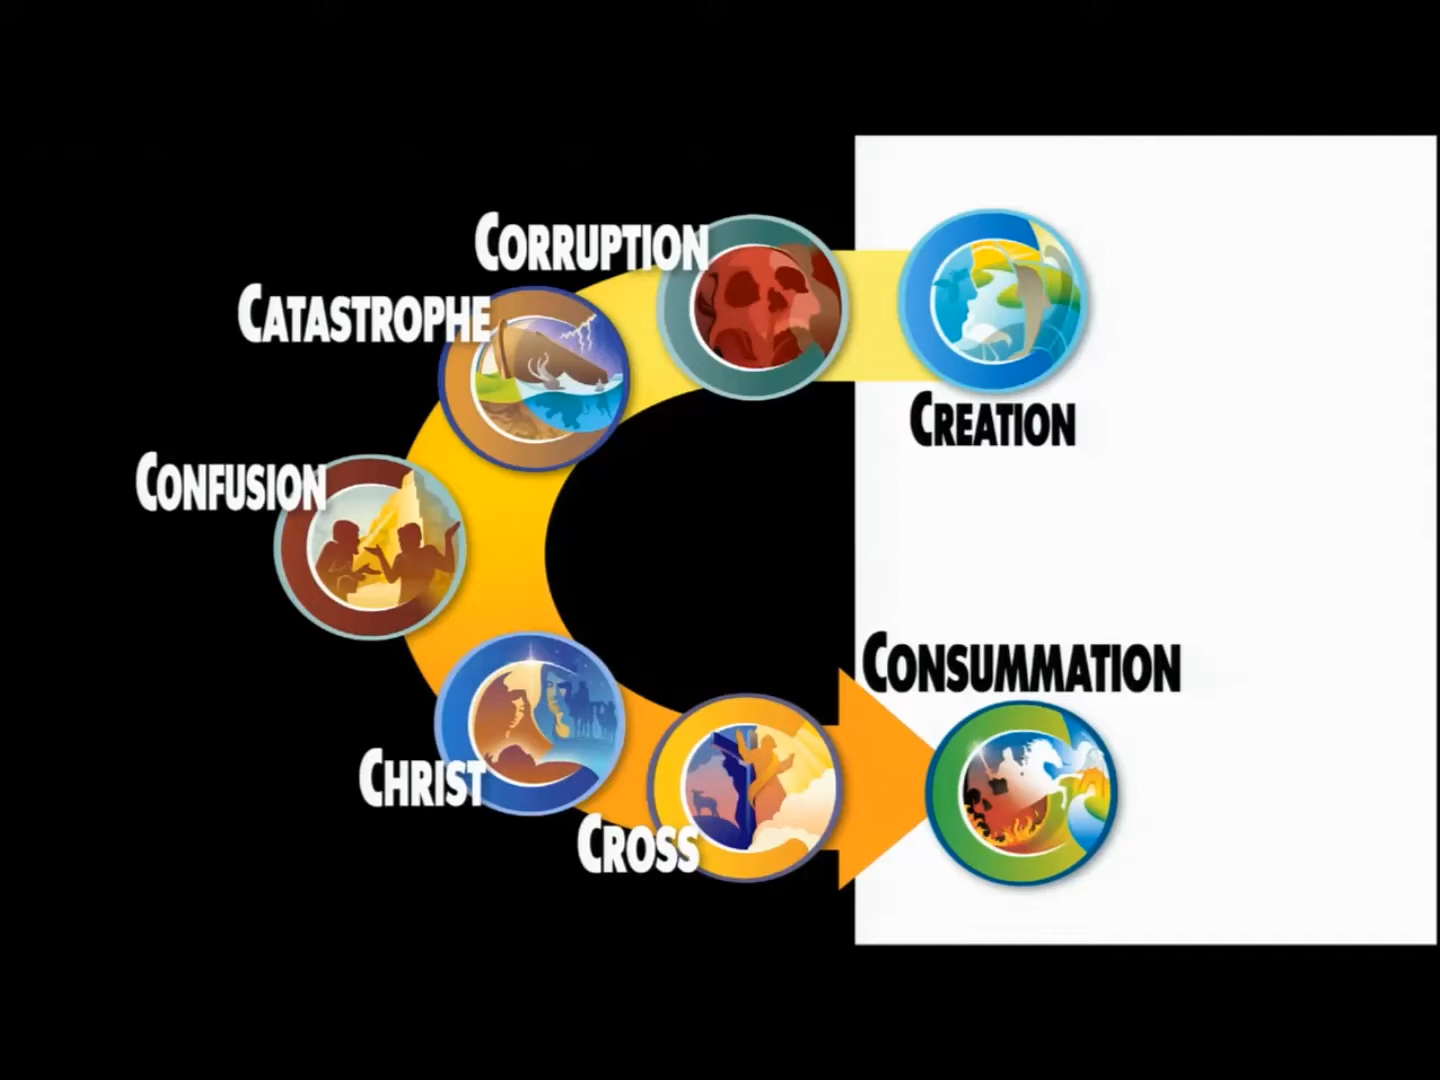 CORRUPTION
CATASTROPHE
CREATION
CONFUSION
CONSUMMATION
CHRIST
CROSS